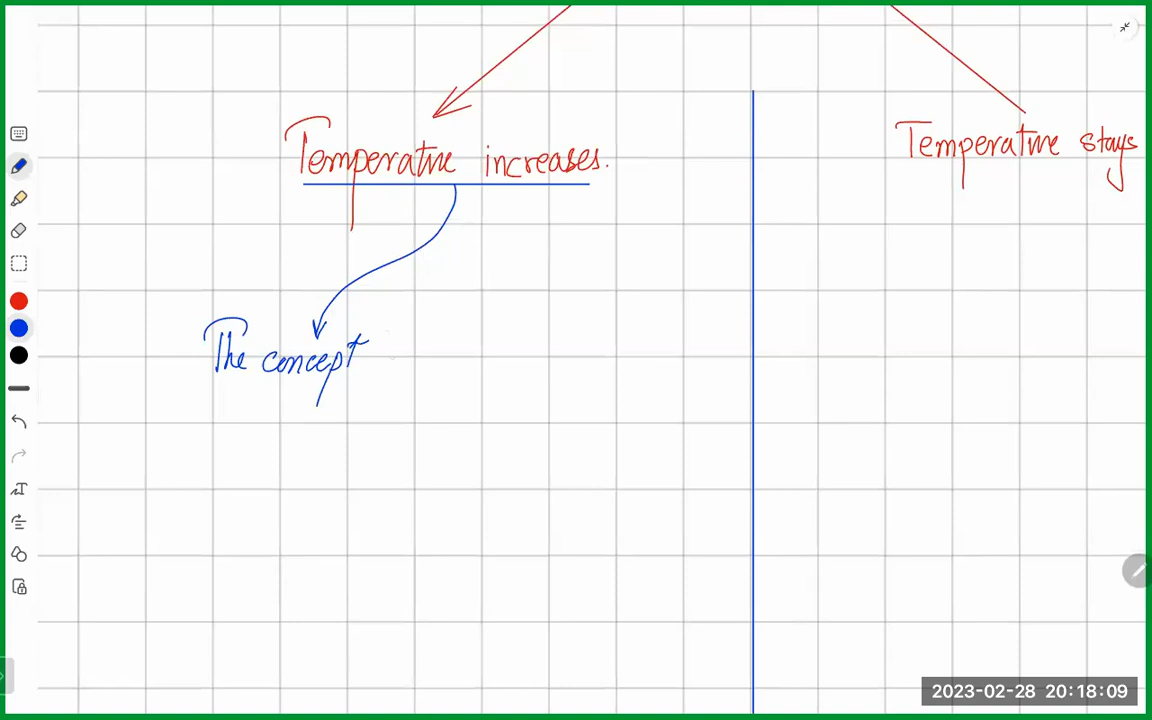 Temperature increases.
Temperature stays
The concept
2023-02-28 20:18:09